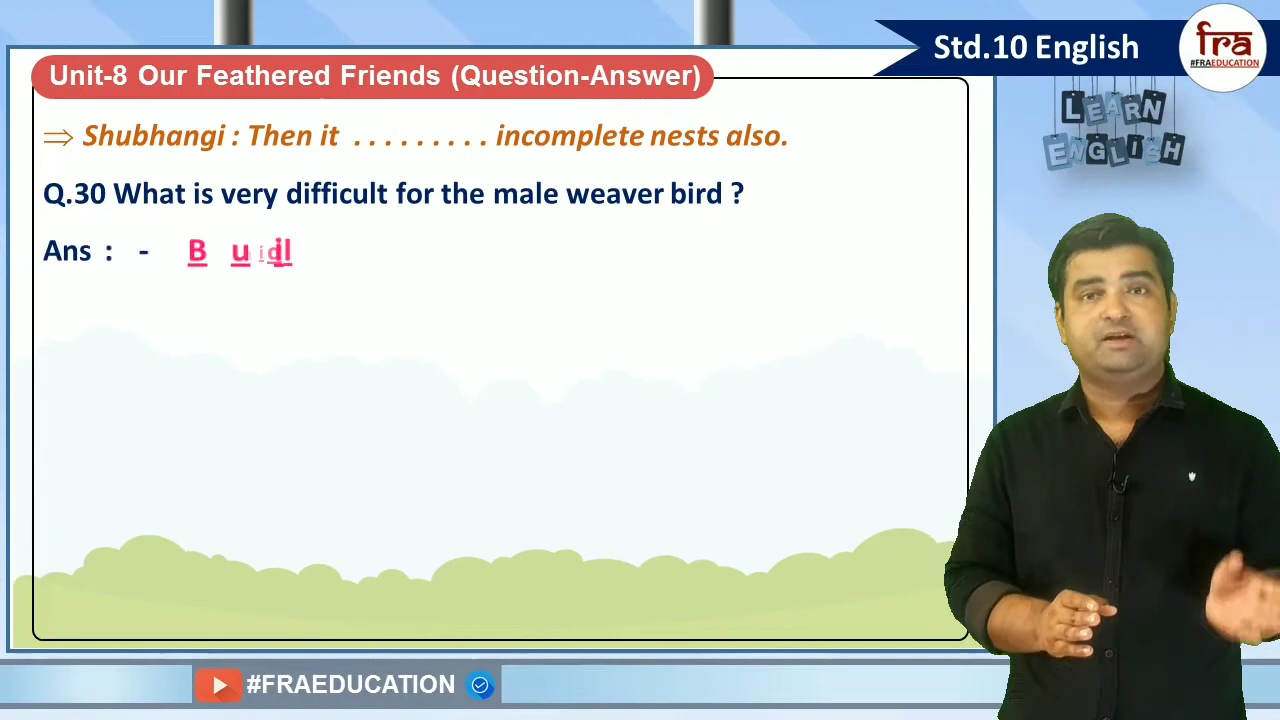 Std.10 English
fra
#FRAEDUCATION
Unit-8 Our Feathered Friends (Question-Answer)
LEARN
ENGLISH
⇒ Shubhangi : Then it . . . . . . . . . incomplete nests also.
Q.30 What is very difficult for the male weaver bird ?
Ans : -
#FRAEDUCATION